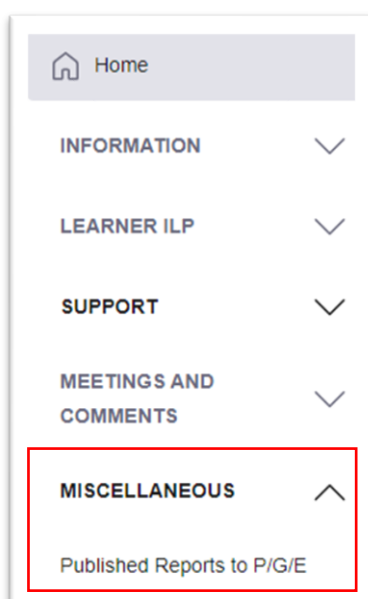 Home
INFORMATION
LEARNER ILP
SUPPORT
MEETINGS AND
COMMENTS
MISCELLANEOUS
Published Reports to P/G/E